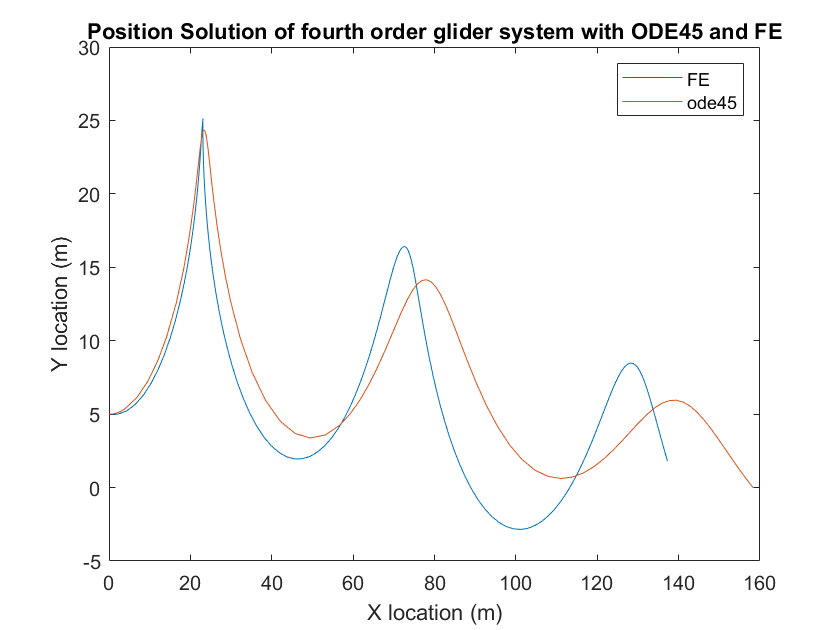 Position Solution of fourth order glider system with ODE45 and FE
30
25
20
15
10
5
0
-5
Y location (m)
FE
ode45
0 20 40 60 80 100 120 140 160
X location (m)